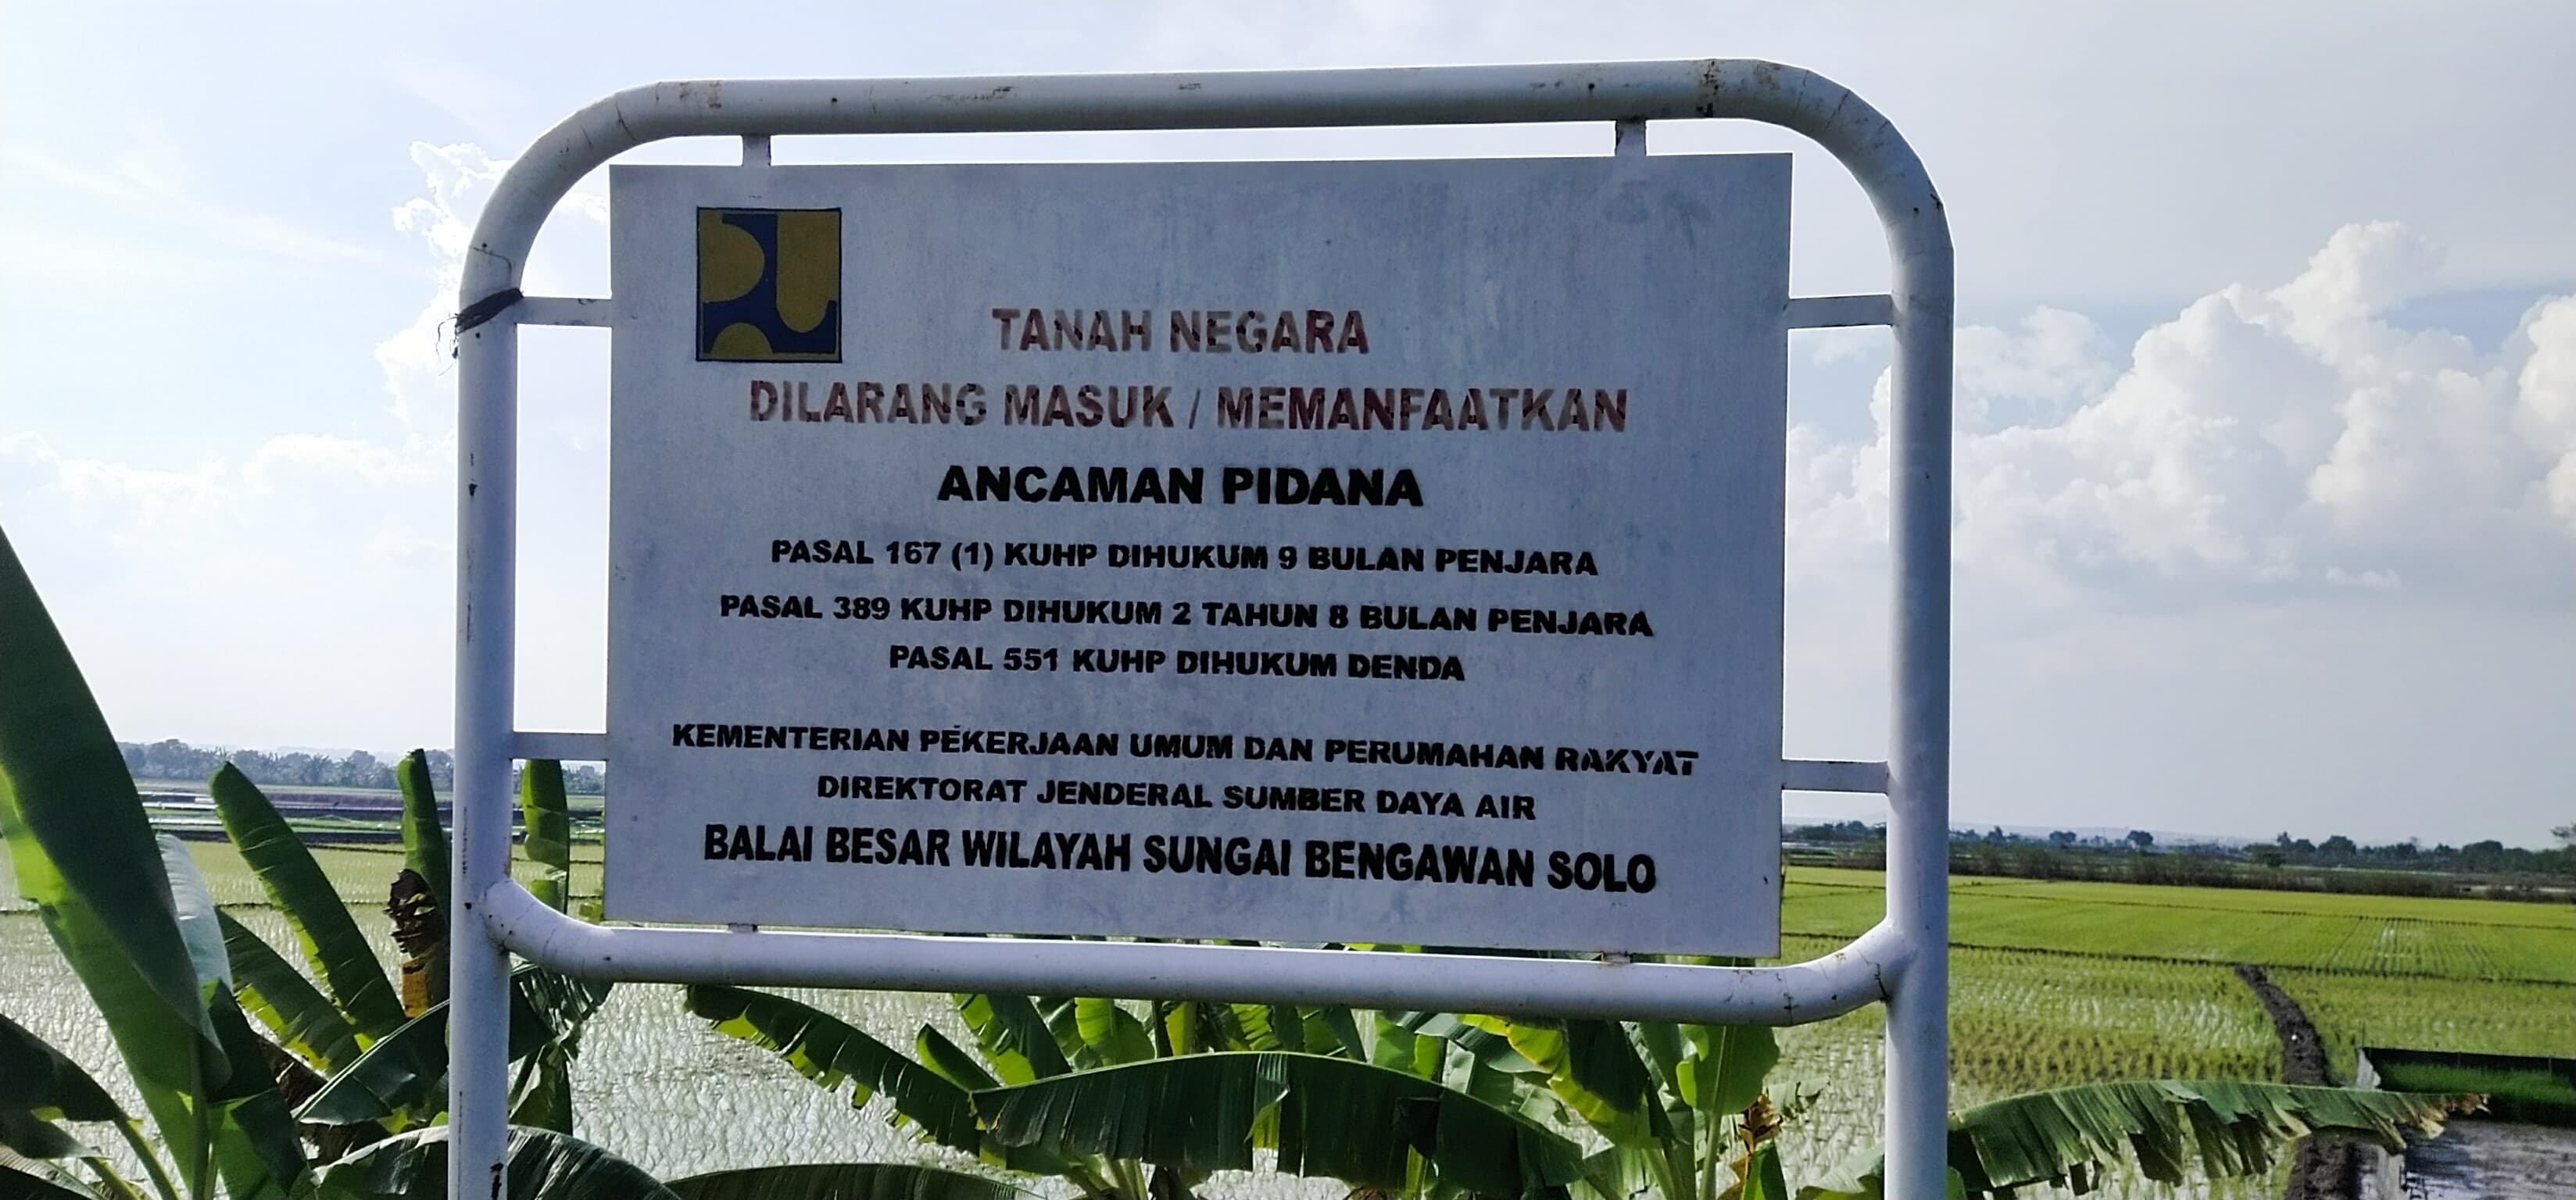 TANAH NEGARA
DILARANG MASUK / MEMANFAATKAN
ANCAMAN PIDANA
PASAL 167 (1) KUHP DIHUKUM 9 BULAN PENJARA
PASAL 389 KUHP DIHUKUM 2 TAHUN 8 BULAN PENJARA
PASAL 551 KUHP DIHUKUM DENDA
KEMENTERIAN PEKERJAAN UMUM DAN PERUMAHAN RAKYAT
DIREKTORAT JENDERAL SUMBER DAYA AIR
BALAI BESAR WILAYAH SUNGAI BENGAWAN SOLO